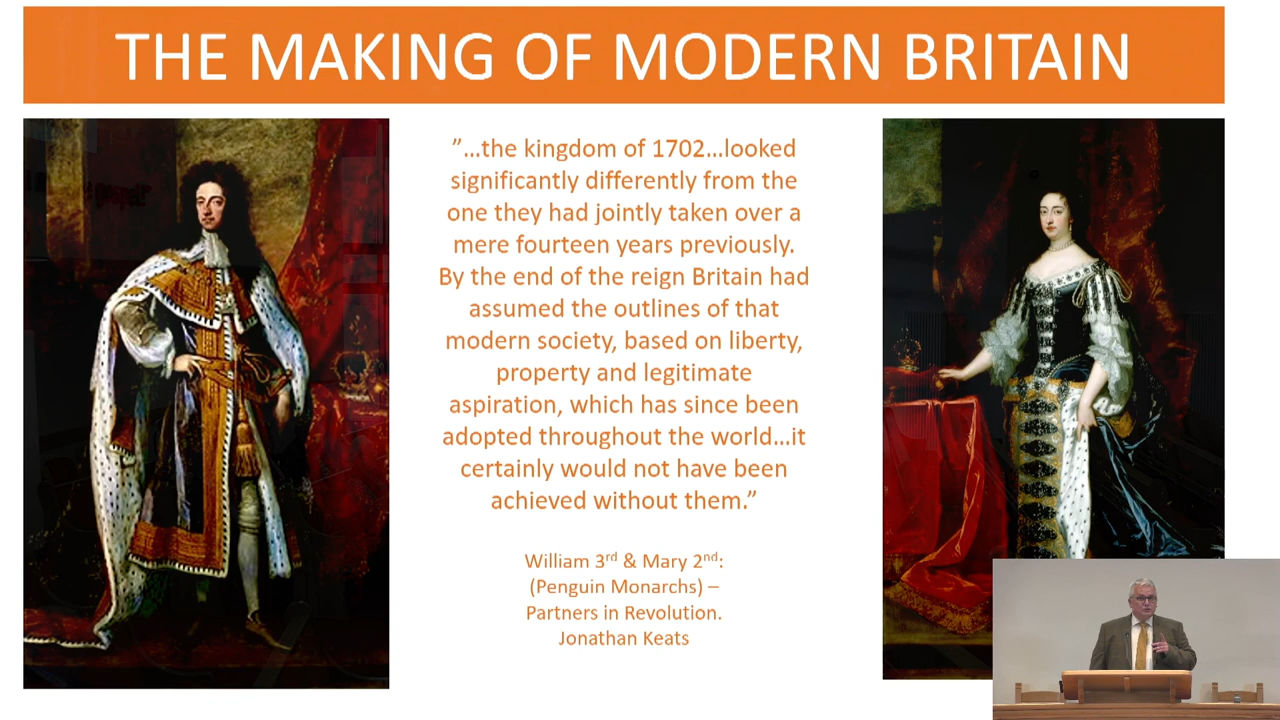 THE MAKING OF MODERN BRITAIN
”…the kingdom of 1702…looked
significantly differently from the
one they had jointly taken over a
mere fourteen years previously.
By the end of the reign Britain had
assumed the outlines of that
modern society, based on liberty,
property and legitimate
aspiration, which has since been
adopted throughout the world…it
certainly would not have been
achieved without them.”
William 3rd & Mary 2nd:
(Penguin Monarchs) –
Partners in Revolution.
Jonathan Keats